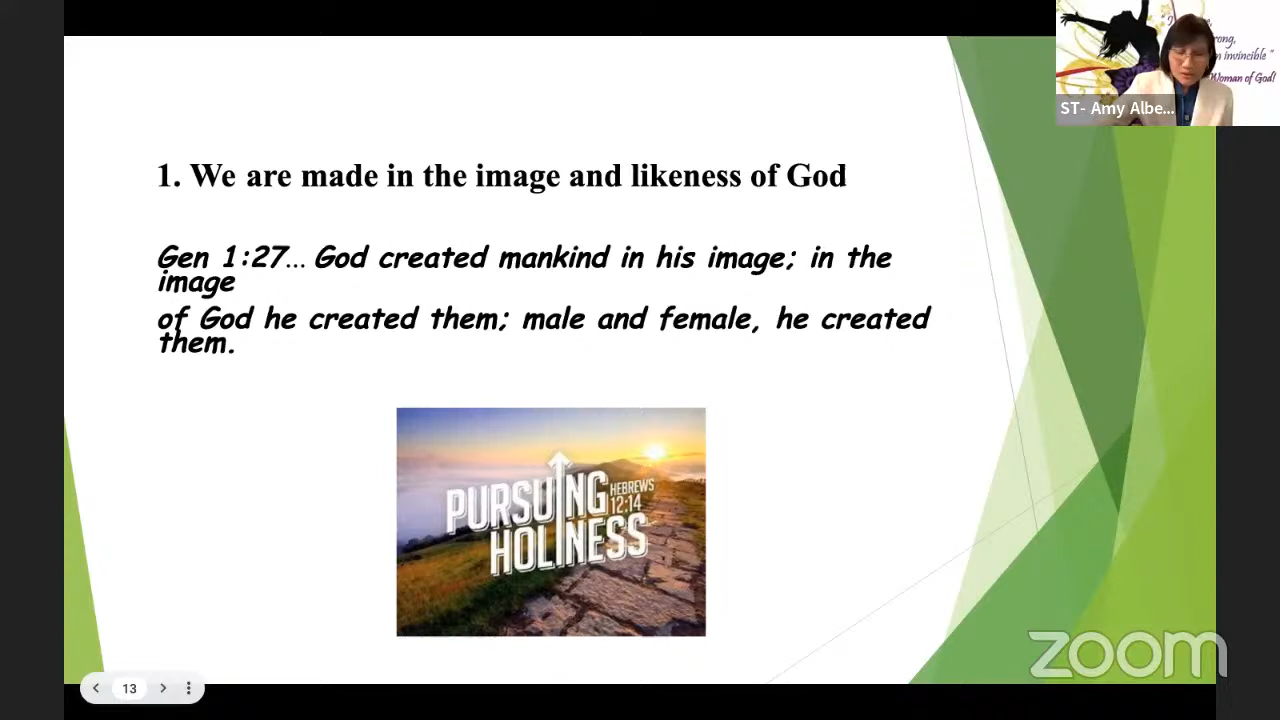 1. We are made in the image and likeness of God
Gen 1:27... God created mankind in his image; in the
image
of God he created them; male and female, he created
them.
PURSUING
HEBREWS
12:14
HOLINESS
rong,
invincible"
Woman of God!
ST- Amy Albe...
13
zoom